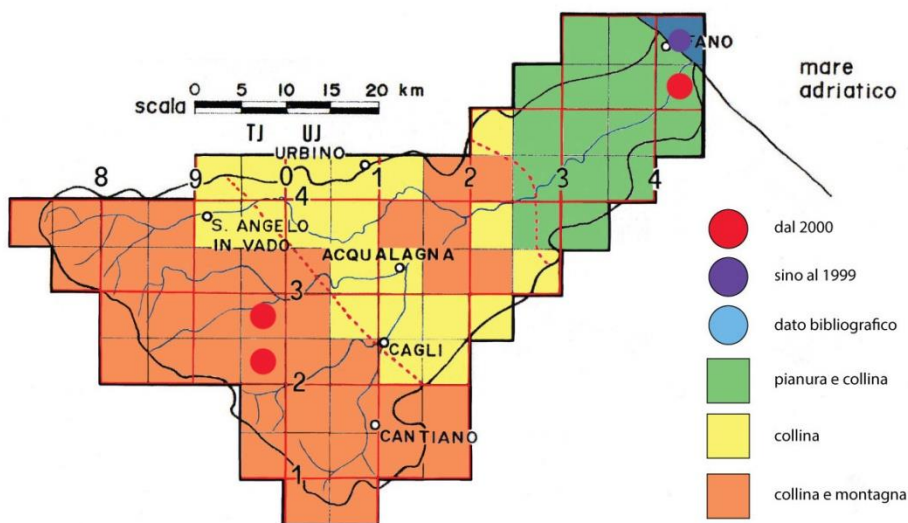 FANO
mare
adriatico
0 5 10 15 20 km
scala
TJ UJ
URBINO
8 9 0 1 2 3 4
4
S. ANGELO
IN VADO
ACQUALAGNA
3
CAGLI
2
CANTIANO
1
dal 2000
sino al 1999
dato bibliografico
pianura e collina
collina
collina e montagna